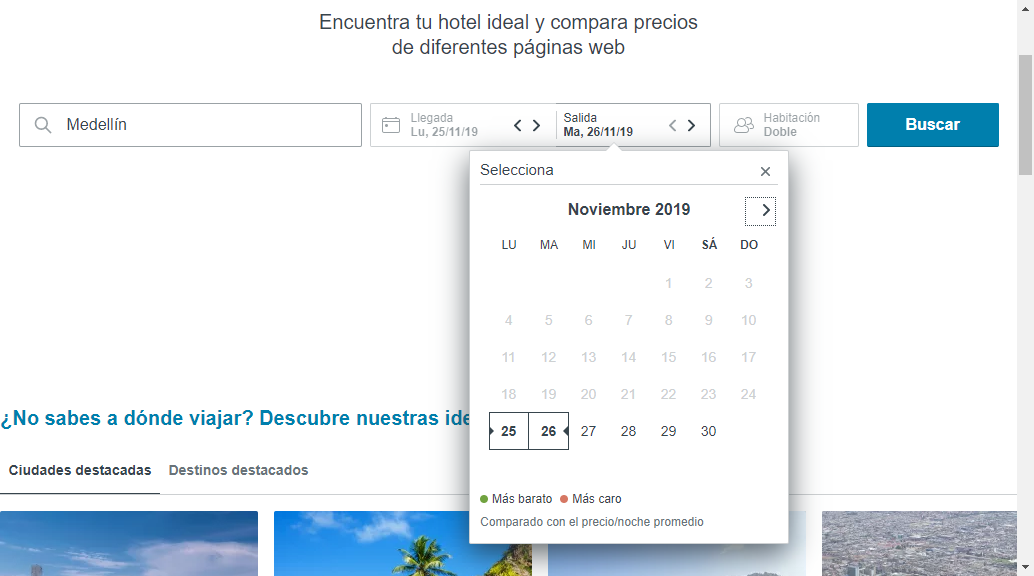 Encuentra tu hotel ideal y compara precios
de diferentes páginas web
Medellín
Llegada
Lu, 25/11/19
Salida
Ma, 26/11/19
Habitación
Doble
Buscar
Selecciona
Noviembre 2019
LU MA MI JU VI SÁ DO
1 2 3
4 5 6 7 8 9 10
11 12 13 14 15 16 17
18 19 20 21 22 23 24
25 26 27 28 29 30
Más barato Más caro
Comparado con el precio/noche promedio
¿No sabes a dónde viajar? Descubre nuestras ide
Ciudades destacadas Destinos destacados